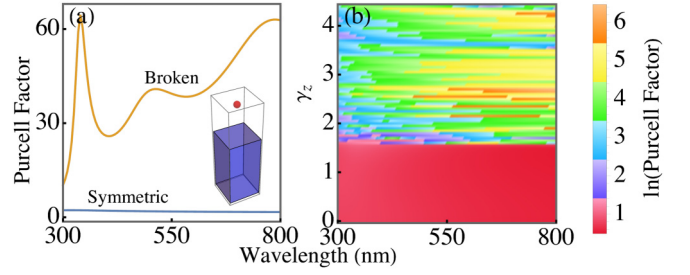 (a)
60
30
0
Purcell Factor
Broken
Symmetric
300
550
800
Wavelength (nm)
(b)
4
3
2
1
0
γz
300
550
800
6
5
4
3
2
1
ln(Purcell Factor)